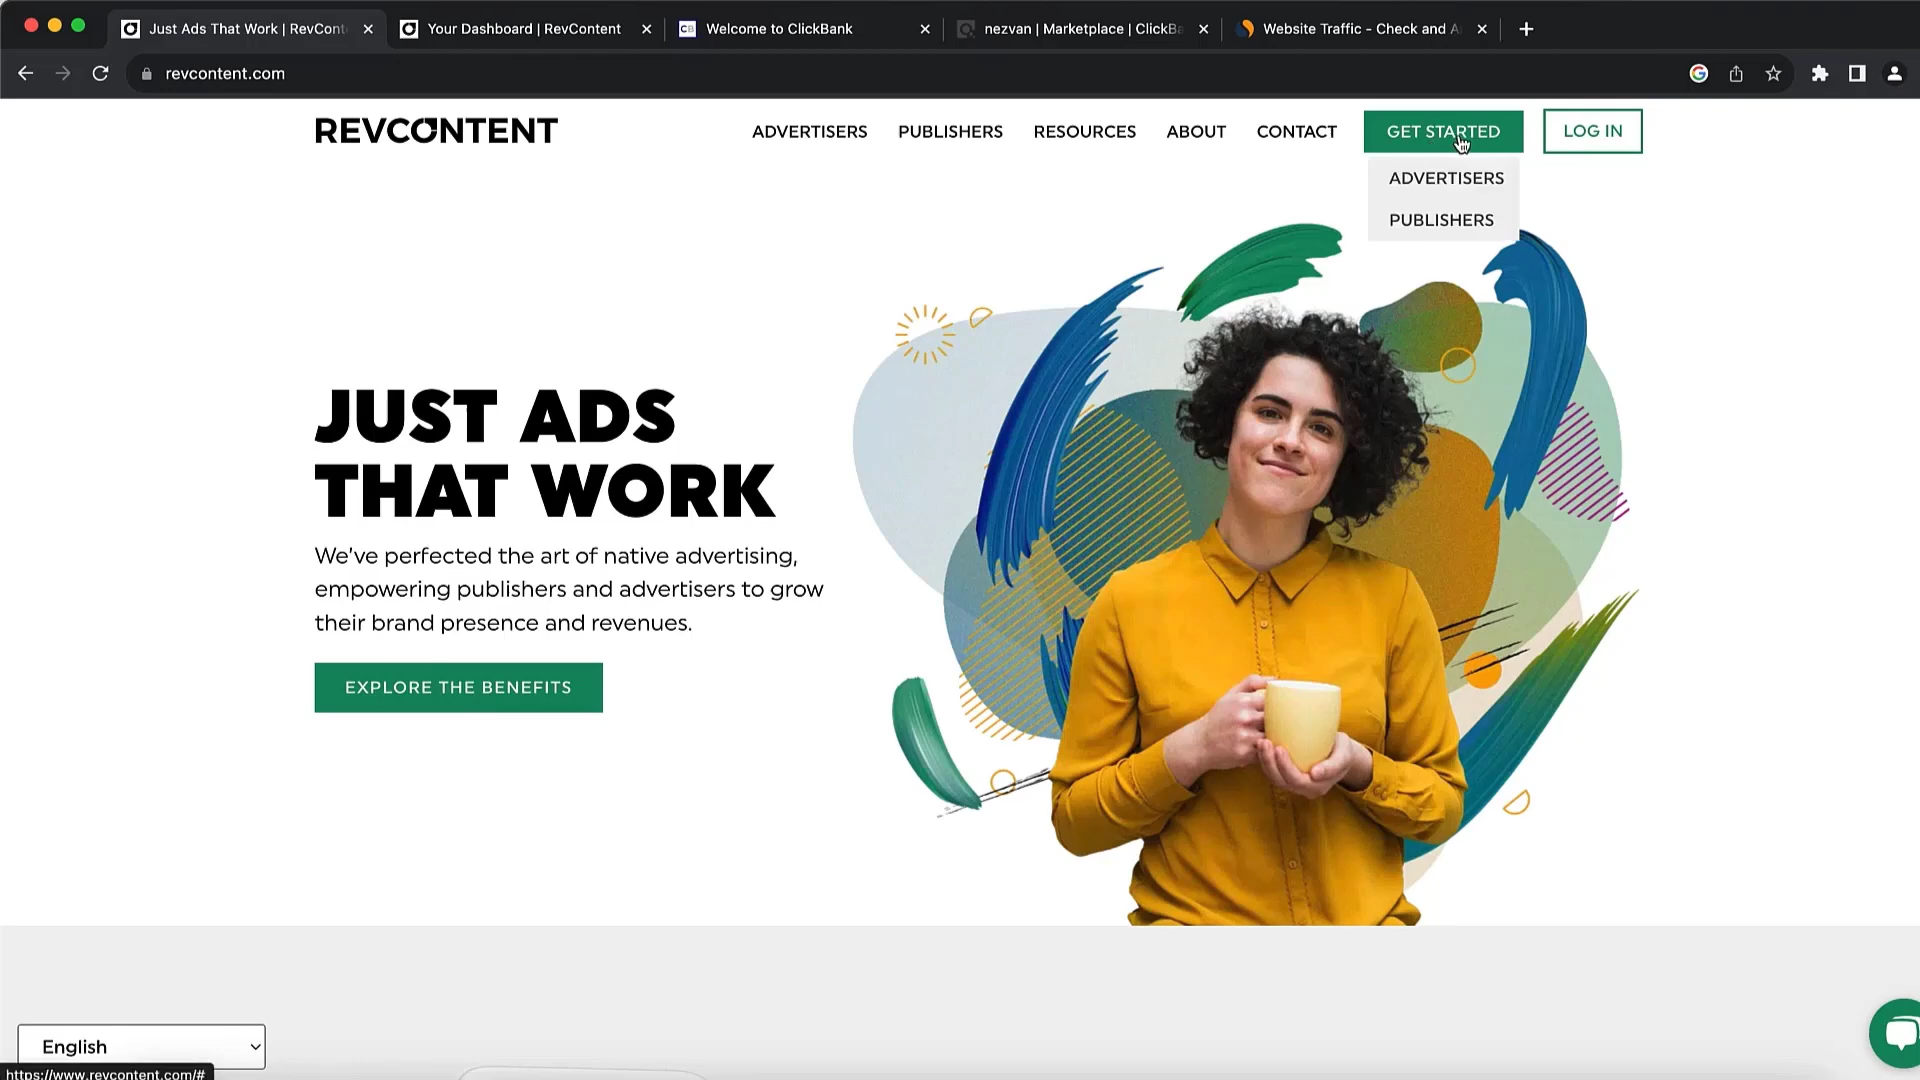 Just Ads That Work | RevCont
Your Dashboard | RevContent
CB
Welcome to ClickBank
nezvan | Marketplace | ClickBa
Website Traffic - Check and A
revcontent.com
REVCONTENT
ADVERTISERS
PUBLISHERS
RESOURCES
ABOUT
CONTACT
GET STARTED
LOG IN
ADVERTISERS
PUBLISHERS
JUST ADS
THAT WORK
We've perfected the art of native advertising,
empowering publishers and advertisers to grow
their brand presence and revenues.
EXPLORE THE BENEFITS
English
https://www.revcontent.com/#